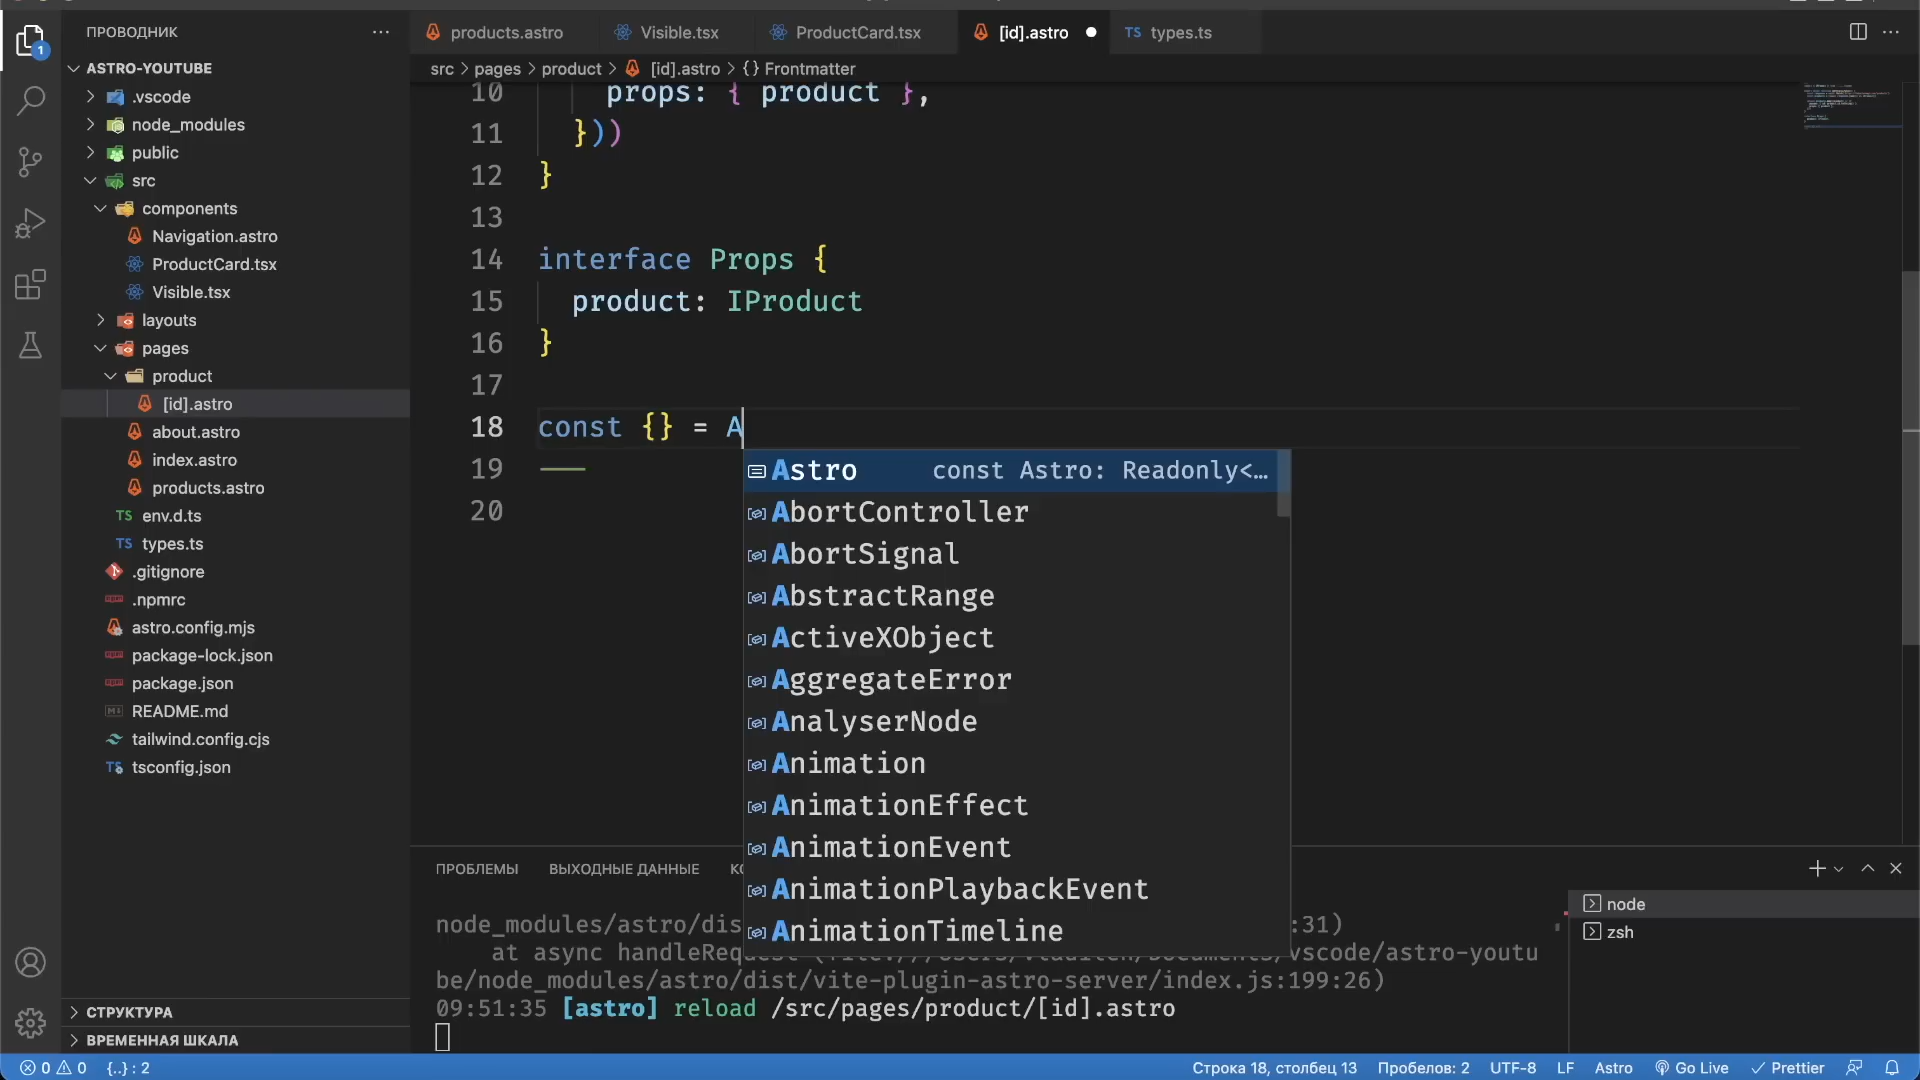 ПРОВОДНИК
ASTRO-YOUTUBE
.vscode
node_modules
public
src
components
Navigation.astro
ProductCard.tsx
Visible.tsx
layouts
pages
product
[id].astro
about.astro
index.astro
products.astro
TS env.d.ts
TS types.ts
.gitignore
.npmrc
astro.config.mjs
package-lock.json
package.json
README.md
tailwind.config.cjs
TS tsconfig.json
СТРУКТУРА
ВРЕМЕННАЯ ШКАЛА
1
products.astro Visible.tsx ProductCard.tsx [id].astro TS types.ts
src > pages > product > [id].astro > {} Frontmatter
10 props: { product },
11 }))
12 }
13
14 interface Props {
15 product: IProduct
16 }
17
18 const {} = A
19 ---
20
Astro const Astro: Readonly<…
AbortController
AbortSignal
AbstractRange
ActiveXObject
AggregateError
AnalyserNode
Animation
AnimationEffect
AnimationEvent
AnimationPlaybackEvent
AnimationTimeline
ПРОБЛЕМЫ ВЫХОДНЫЕ ДАННЫЕ
node_modules/astro/dis :31)
at async handleReq vscode/astro-youtu
be/node_modules/astro/dist/vite-plugin-astro-server/index.js:199:26)
09:51:35 [astro] reload /src/pages/product/[id].astro
node
zsh
0 0 {..} : 2 Строка 18, столбец 13 Пробелов: 2 UTF-8 LF Astro Go Live Prettier